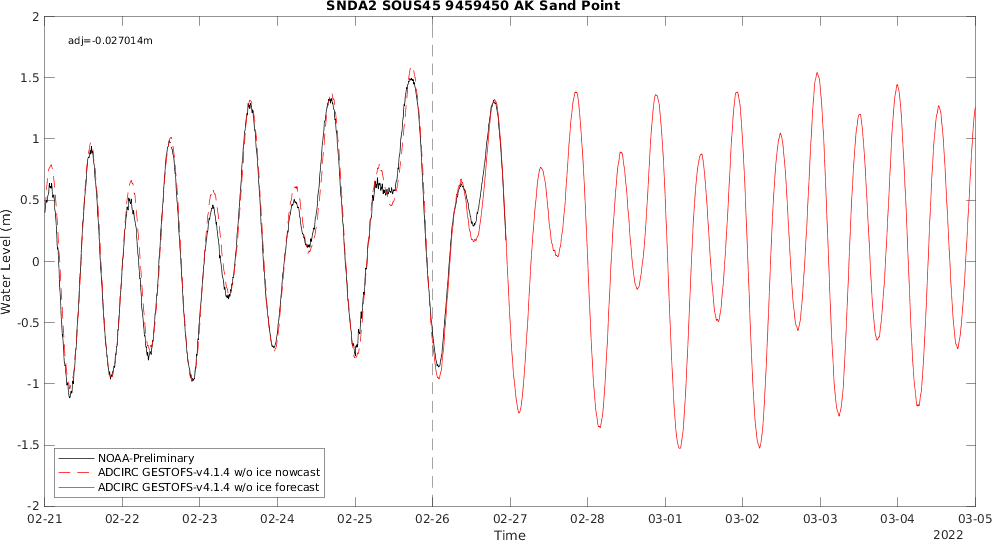 SNDA2 SOUS45 9459450 AK Sand Point
adj=-0.027014m
Water Level (m)
2
1.5
1
0.5
0
-0.5
-1
-1.5
-2
NOAA-Preliminary
ADCIRC GESTOFS-v4.1.4 w/o ice nowcast
ADCIRC GESTOFS-v4.1.4 w/o ice forecast
02-21 02-22 02-23 02-24 02-25 02-26 02-27 02-28 03-01 03-02 03-03 03-04 03-05
Time
2022